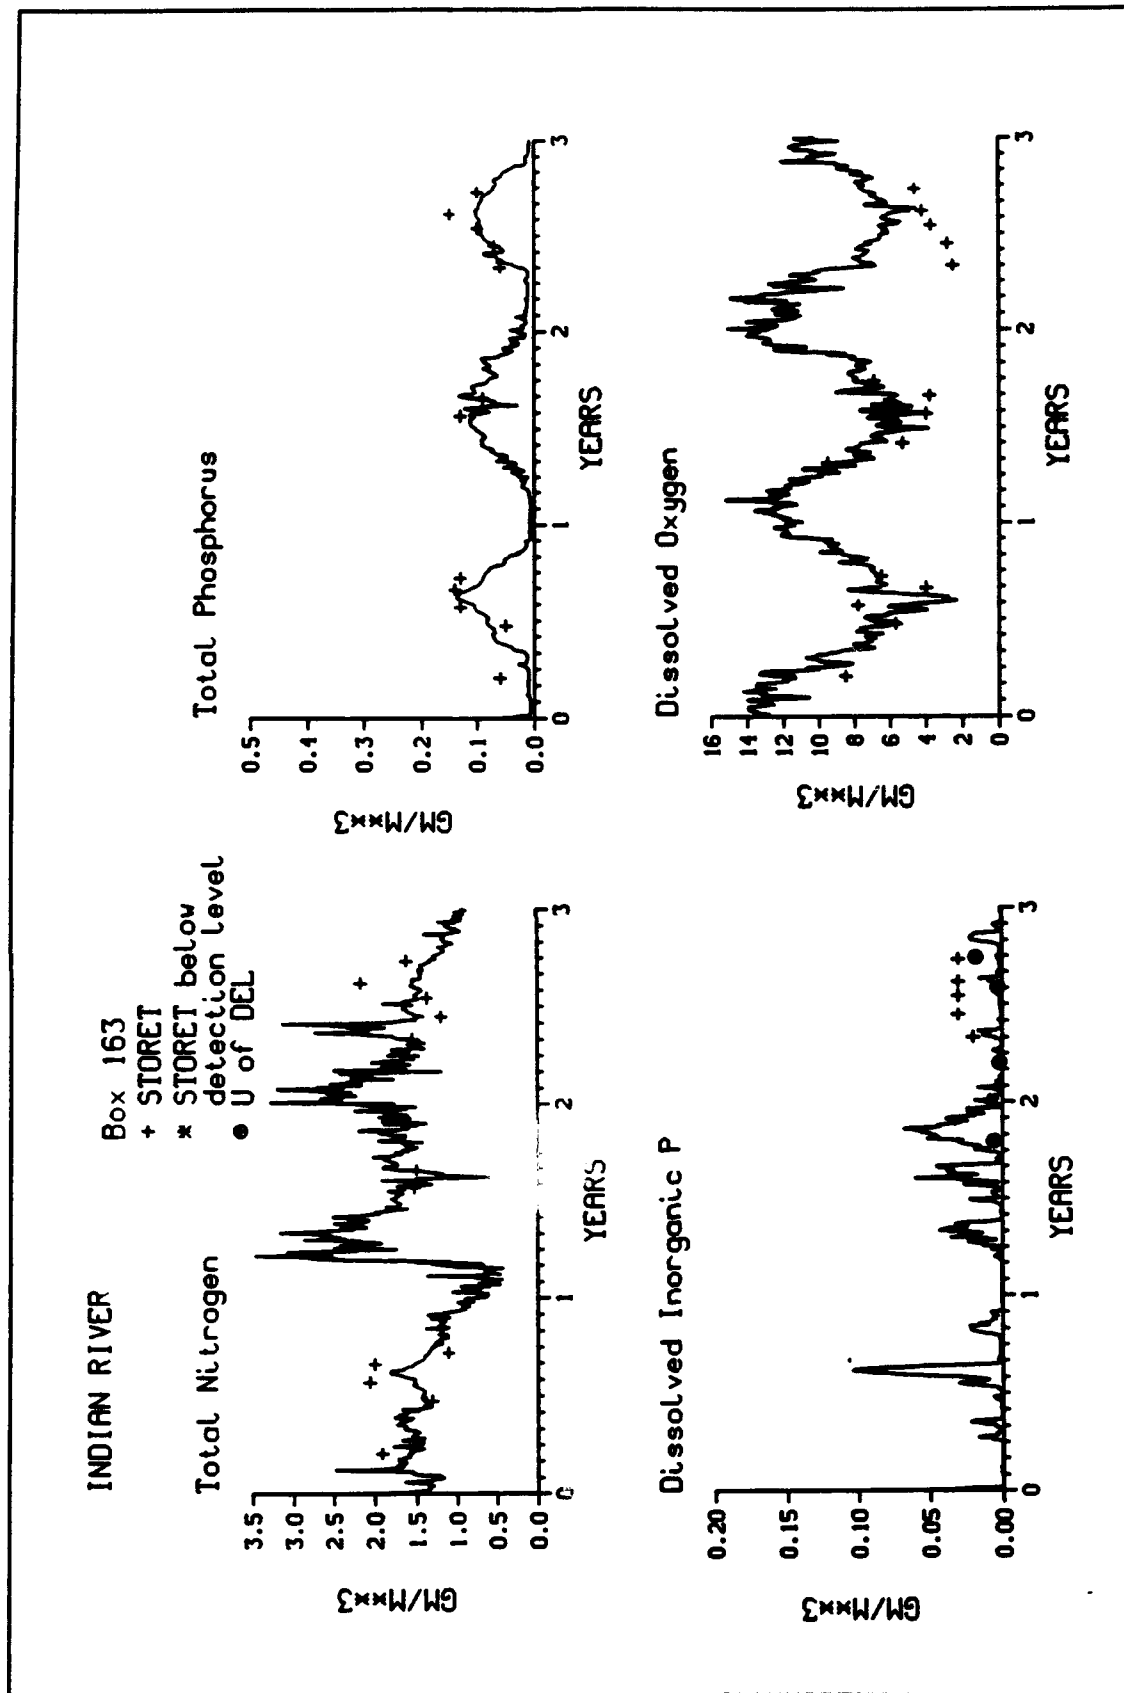 INDIAN RIVER
Box 163
+ STORET
* STORET below
detection level
● U of DEL
Total Nitrogen
GM/M**3
3.5
3.0
2.5
2.0
1.5
1.0
0.5
0.0
0 1 2 3
YEARS
Total Phosphorus
GM/M**3
0.5
0.4
0.3
0.2
0.1
0.0
0 1 2 3
YEARS
Dissolved Inorganic P
GM/M**3
0.20
0.15
0.10
0.05
0.00
0 1 2 3
YEARS
Dissolved Oxygen
GM/M**3
16
14
12
10
8
6
4
2
0
0 1 2 3
YEARS